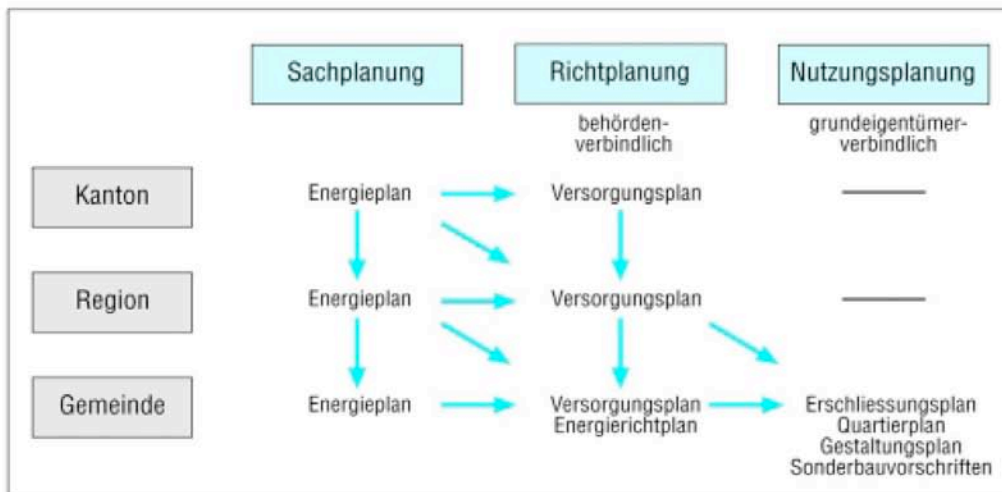 Sachplanung
Richtplanung
Nutzungsplanung
behörden-
verbindlich
grundeigentümer-
verbindlich
Kanton
Energieplan
Versorgungsplan
Region
Energieplan
Versorgungsplan
Gemeinde
Energieplan
Versorgungsplan
Energierichtplan
Erschliessungsplan
Quartierplan
Gestaltungsplan
Sonderbauvorschriften